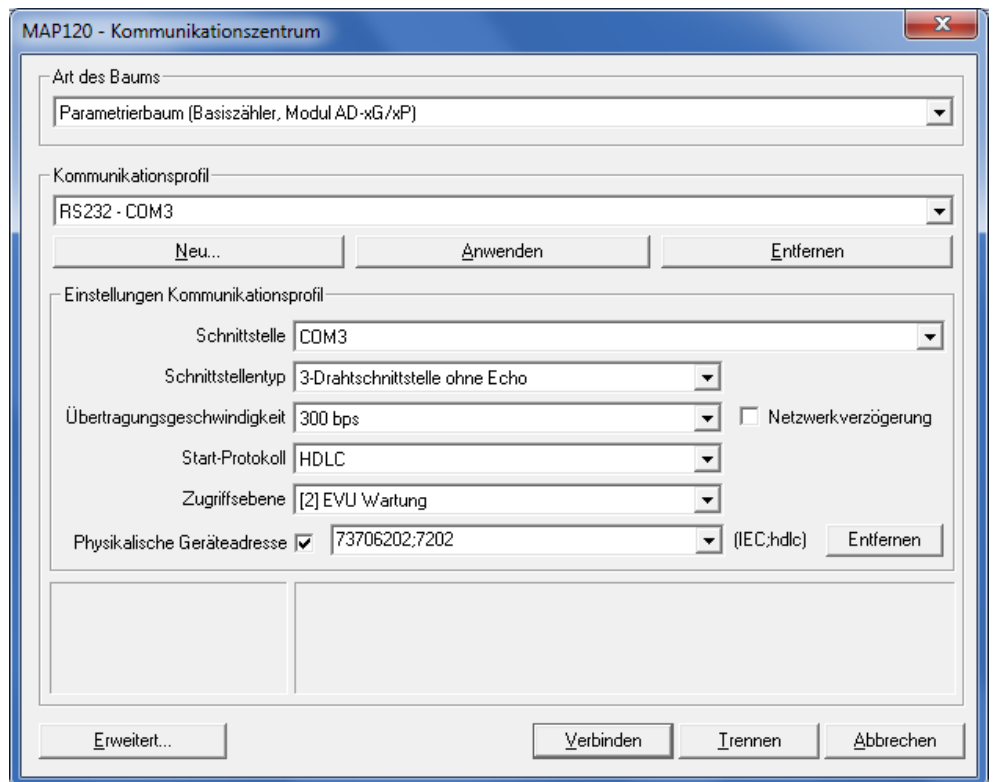 MAP120 - Kommunikationszentrum
Art des Baums
Parametrierbaum (Basiszähler, Modul AD-xG/xP)
Kommunikationsprofil
RS232 - COM3
Neu... Anwenden Entfernen
Einstellungen Kommunikationsprofil
Schnittstelle COM3
Schnittstellentyp 3-Drahtschnittstelle ohne Echo
Übertragungsgeschwindigkeit 300 bps Netzwerkverzögerung
Start-Protokoll HDLC
Zugriffsebene [2] EVU Wartung
Physikalische Geräteadresse 73706202;7202 (IEC;hdlc) Entfernen
Erweitert... Verbinden Trennen Abbrechen